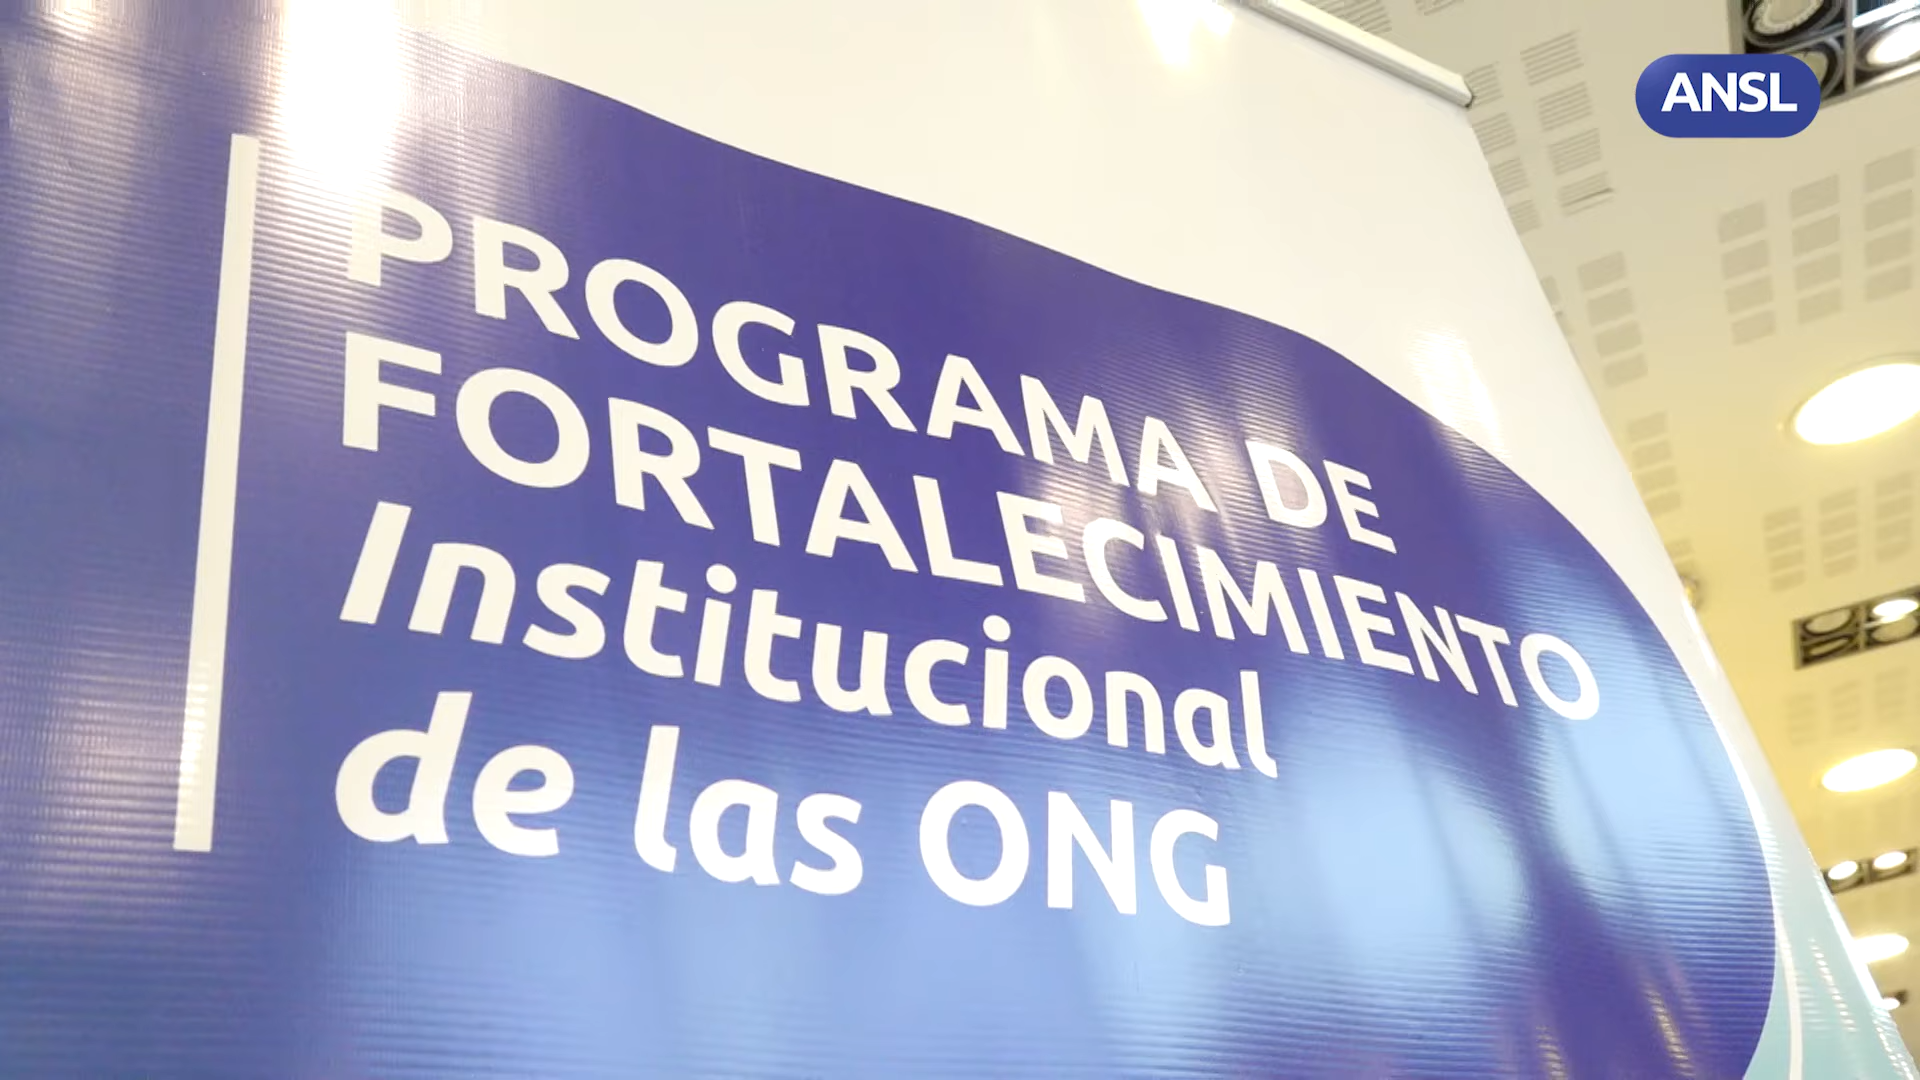 ANSL
PROGRAMA DE
FORTALECIMIENTO
Institucional
de las ONG